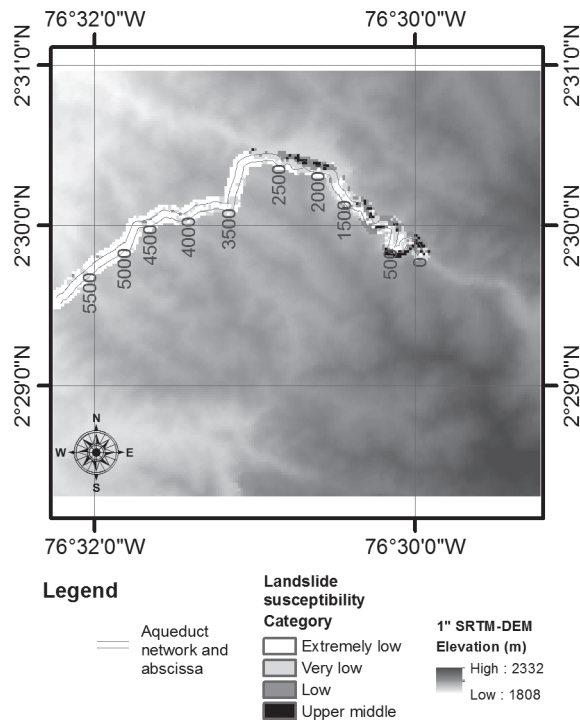 76°32'0"W 76°30'0"W
2°31'0"N 2°31'0"N
2500
2000
1500
2°30'0"N 2°30'0"N
3500
4000
4500
5000
5500
500
0
2°29'0"N 2°29'0"N
N
W E
S
76°32'0"W 76°30'0"W
Legend
Aqueduct
network and
abscissa
Landslide
susceptibility
Category
Extremely low
Very low
Low
Upper middle
1" SRTM-DEM
Elevation (m)
High : 2332
Low : 1808